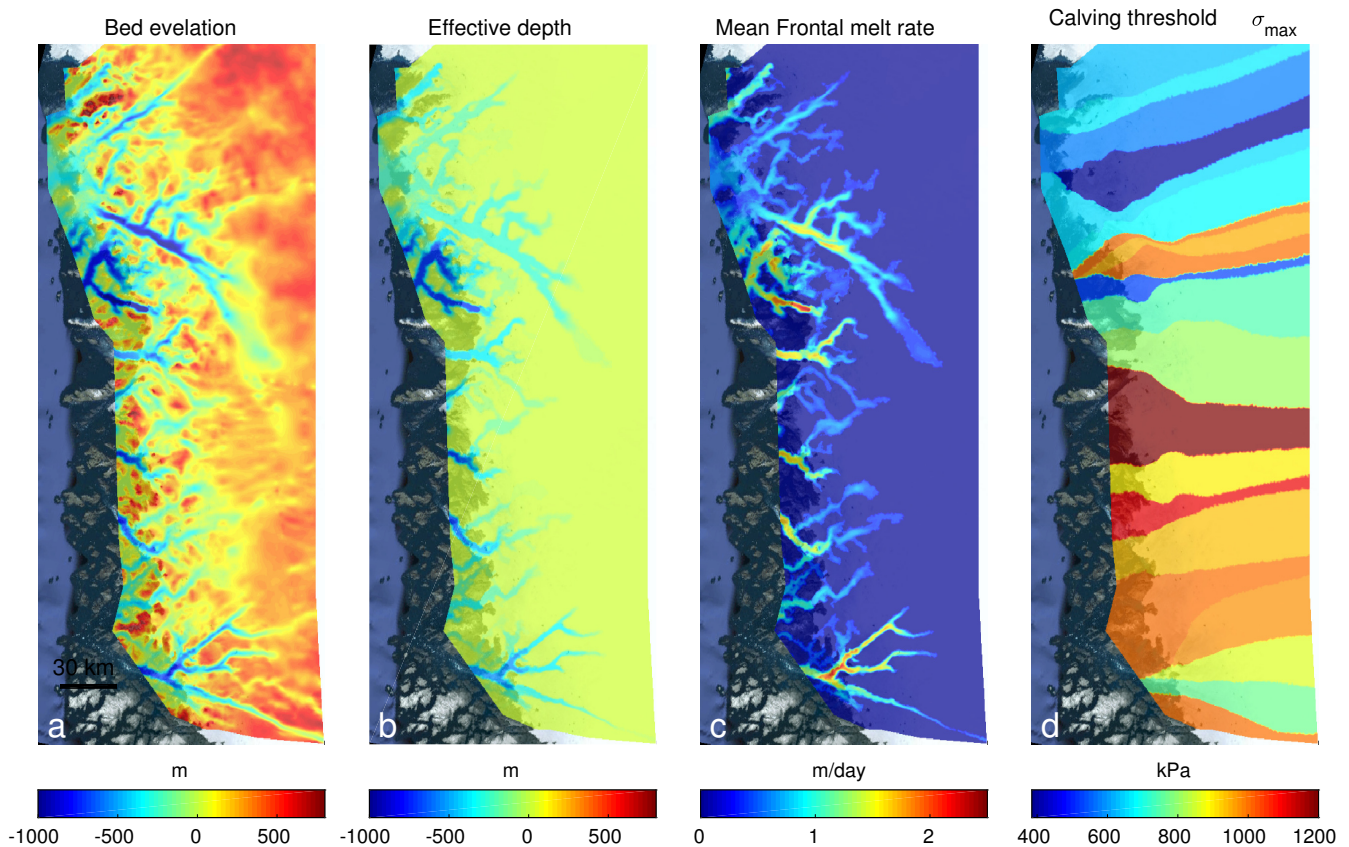 Bed evelation
Effective depth
Mean Frontal melt rate
Calving threshold σmax
30 km
a
b
c
d
m
m
m/day
kPa
-1000 -500 0 500
-1000 -500 0 500
0 1 2
400 600 800 1000 1200